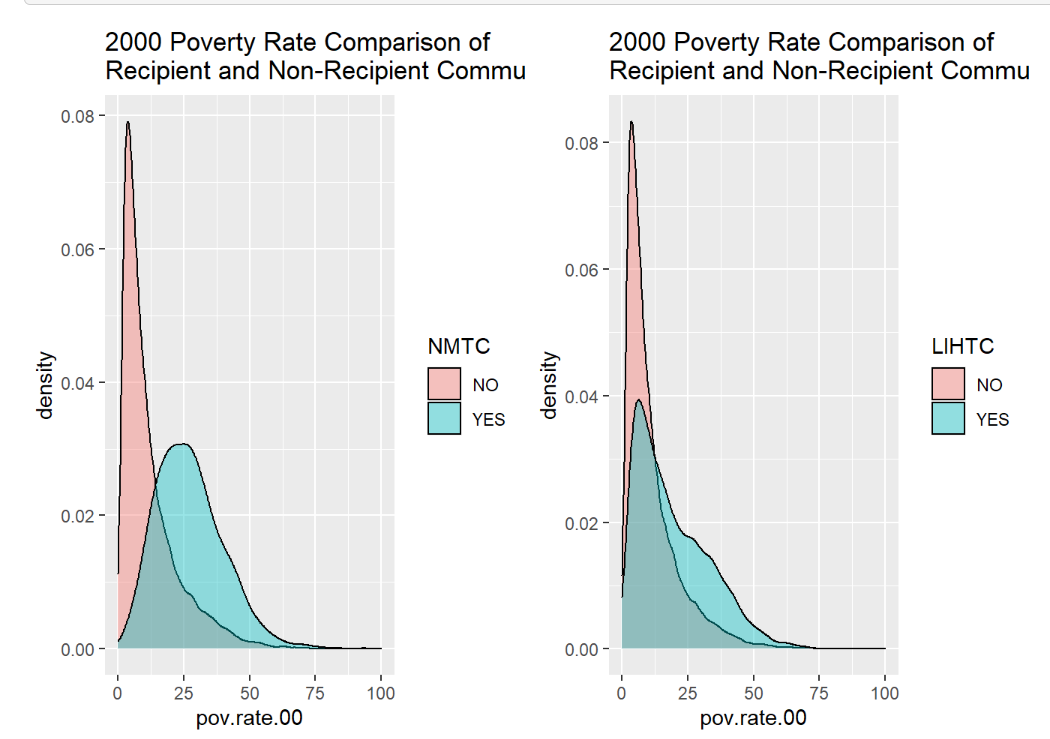 2000 Poverty Rate Comparison of
Recipient and Non-Recipient Commu
0.08
0.06
0.04
0.02
0.00
density
0 25 50 75 100
pov.rate.00
NMTC
NO
YES
2000 Poverty Rate Comparison of
Recipient and Non-Recipient Commu
0.08
0.06
0.04
0.02
0.00
density
0 25 50 75 100
pov.rate.00
LIHTC
NO
YES